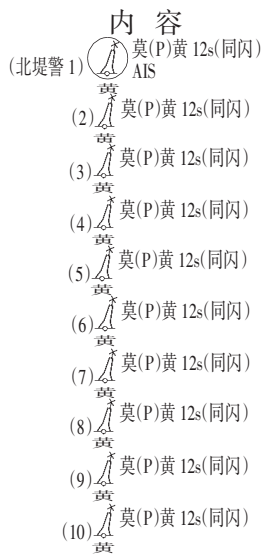 内 容
(北堤警1) 莫(P)黄 12s(同闪)
AIS
黄
(2) 莫(P)黄 12s(同闪)
黄
(3) 莫(P)黄 12s(同闪)
黄
(4) 莫(P)黄 12s(同闪)
黄
(5) 莫(P)黄 12s(同闪)
黄
(6) 莫(P)黄 12s(同闪)
黄
(7) 莫(P)黄 12s(同闪)
黄
(8) 莫(P)黄 12s(同闪)
黄
(9) 莫(P)黄 12s(同闪)
黄
(10) 莫(P)黄 12s(同闪)
黄